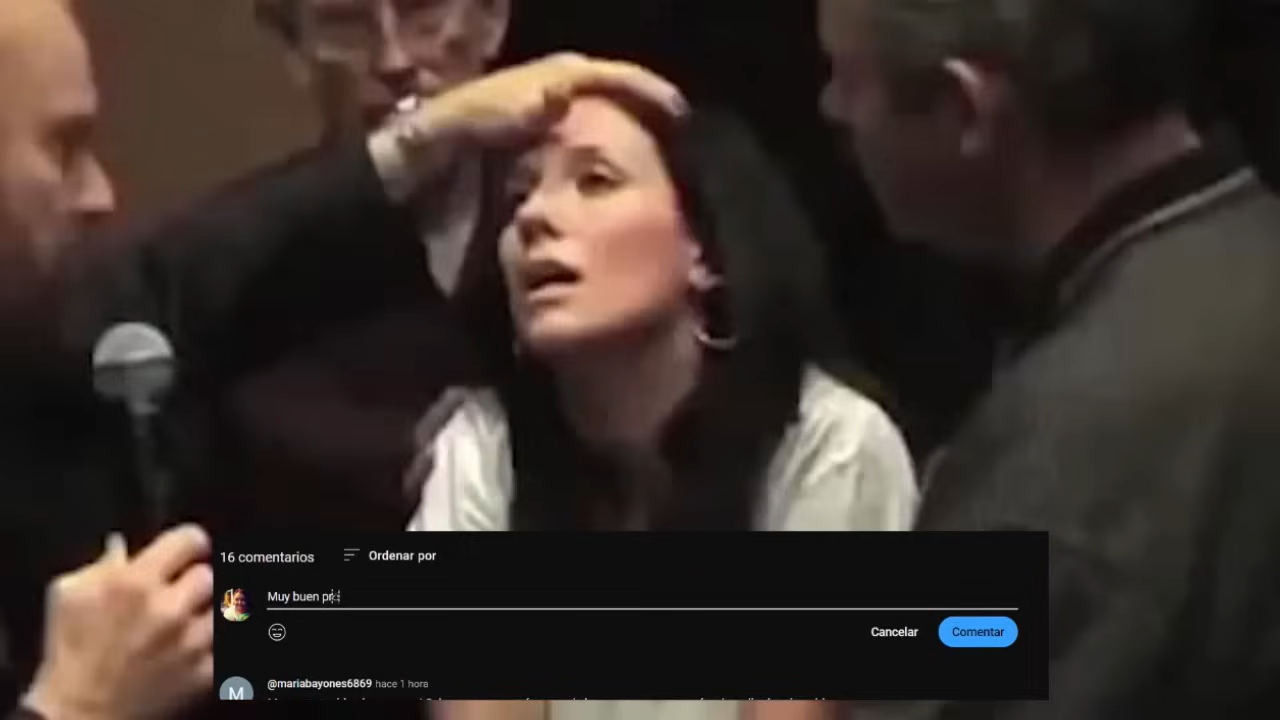 16 comentarios
Ordenar por
Muy buen pr
Cancelar
Comentar
M
@mariabayones6869 hace 1 hora